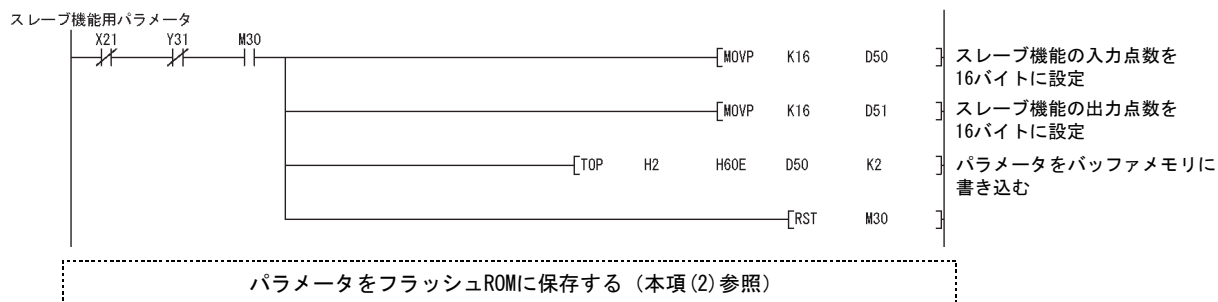 スレーブ機能用パラメータ
X21 Y31 M30
MOVP K16 D50 スレーブ機能の入力点数を
16バイトに設定
MOVP K16 D51 スレーブ機能の出力点数を
16バイトに設定
TOP H2 H60E D50 K2 パラメータをバッファメモリに
書き込む
RST M30
パラメータをフラッシュROMに保存する (本項(2)参照)